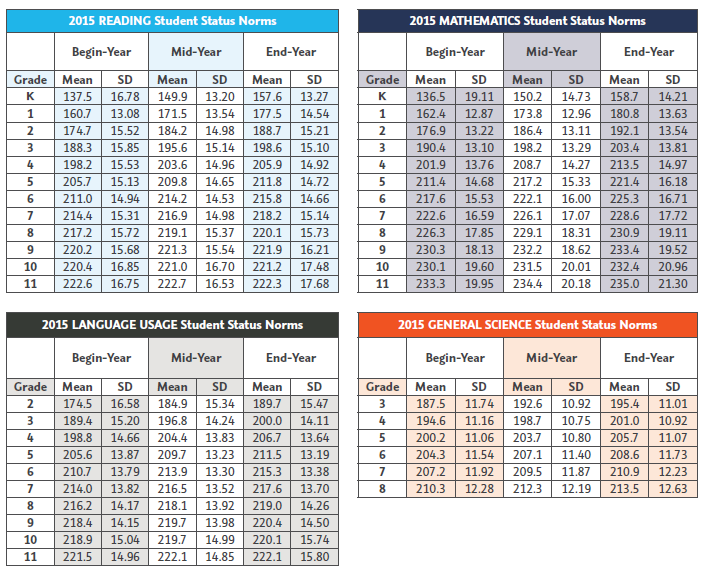 2015 READING Student Status Norms
Begin-Year Mid-Year End-Year
Grade Mean SD Mean SD Mean SD
K 137.5 16.78 149.9 13.20 157.6 13.27
1 160.7 13.08 171.5 13.54 177.5 14.54
2 174.7 15.52 184.2 14.98 188.7 15.21
3 188.3 15.85 195.6 15.14 198.6 15.10
4 198.2 15.53 203.6 14.96 205.9 14.92
5 205.7 15.13 209.8 14.65 211.8 14.72
6 211.0 14.94 214.2 14.53 215.8 14.66
7 214.4 15.31 216.9 14.98 218.2 15.14
8 217.2 15.72 219.1 15.37 220.1 15.73
9 220.2 15.68 221.3 15.54 221.9 16.21
10 220.4 16.85 221.0 16.70 221.2 17.48
11 222.6 16.75 222.7 16.53 222.3 17.68
2015 MATHEMATICS Student Status Norms
Begin-Year Mid-Year End-Year
Grade Mean SD Mean SD Mean SD
K 136.5 19.11 150.2 14.73 158.7 14.21
1 162.4 12.87 173.8 12.96 180.8 13.63
2 176.9 13.22 186.4 13.11 192.1 13.54
3 190.4 13.10 198.2 13.29 203.4 13.81
4 201.9 13.76 208.7 14.27 213.5 14.97
5 211.4 14.68 217.2 15.33 221.4 16.18
6 217.6 15.53 222.1 16.00 225.3 16.71
7 222.6 16.59 226.1 17.07 228.6 17.72
8 226.3 17.85 229.1 18.31 230.9 19.11
9 230.3 18.13 232.2 18.62 233.4 19.52
10 230.1 19.60 231.5 20.01 232.4 20.96
11 233.3 19.95 234.4 20.18 235.0 21.30
2015 LANGUAGE USAGE Student Status Norms
Begin-Year Mid-Year End-Year
Grade Mean SD Mean SD Mean SD
2 174.5 16.58 184.9 15.34 189.7 15.47
3 189.4 15.20 196.8 14.24 200.0 14.11
4 198.8 14.66 204.4 13.83 206.7 13.64
5 205.6 13.87 209.7 13.23 211.5 13.19
6 210.7 13.79 213.9 13.30 215.3 13.38
7 214.0 13.82 216.5 13.52 217.6 13.70
8 216.2 14.17 218.1 13.92 219.0 14.26
9 218.4 14.15 219.7 13.98 220.4 14.50
10 218.9 15.04 219.7 14.99 220.1 15.74
11 221.5 14.96 222.1 14.85 222.1 15.80
2015 GENERAL SCIENCE Student Status Norms
Begin-Year Mid-Year End-Year
Grade Mean SD Mean SD Mean SD
3 187.5 11.74 192.6 10.92 195.4 11.01
4 194.6 11.16 198.7 10.75 201.0 10.92
5 200.2 11.06 203.7 10.80 205.7 11.07
6 204.3 11.54 207.1 11.40 208.6 11.73
7 207.2 11.92 209.5 11.87 210.9 12.23
8 210.3 12.28 212.3 12.19 213.5 12.63